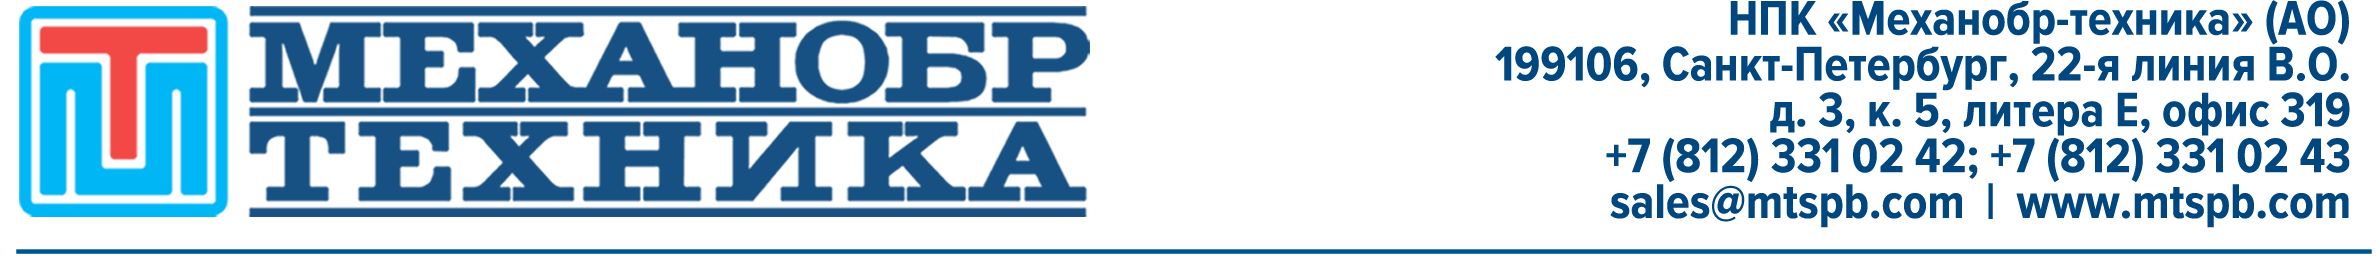 МЕХАНОБР
ТЕХНИКА
НПК «Механобр-техника» (АО)
199106, Санкт-Петербург, 22-я линия В.О.
д. 3, к. 5, литера Е, офис 319
+7 (812) 331 02 42; +7 (812) 331 02 43
sales@mtspb.com | www.mtspb.com